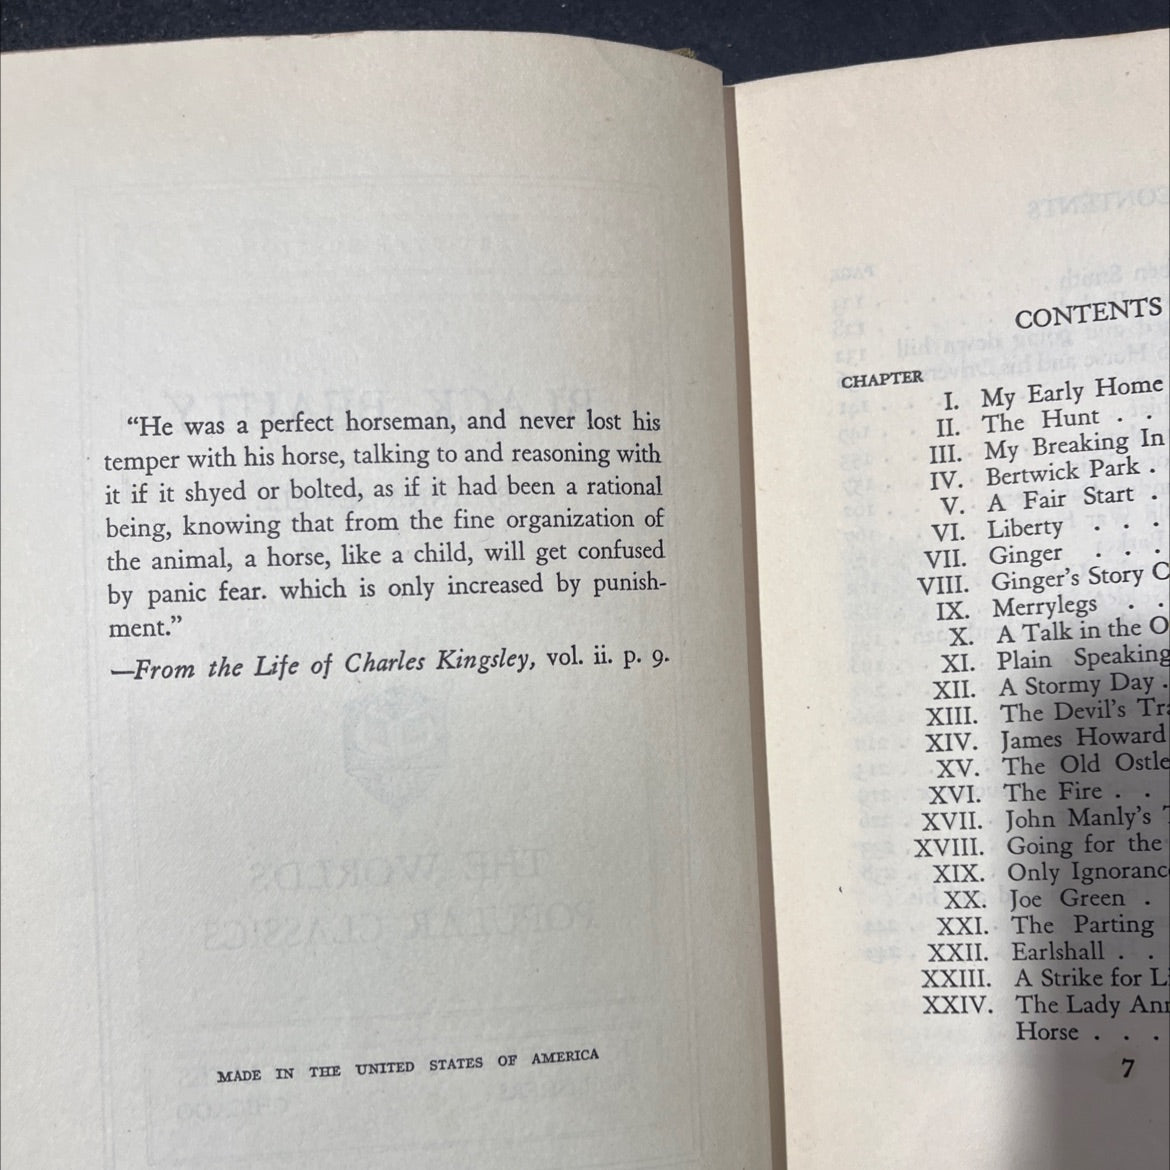 “He was a perfect horseman, and never lost his
temper with his horse, talking to and reasoning with
it if it shyed or bolted, as if it had been a rational
being, knowing that from the fine organization of
the animal, a horse, like a child, will get confused
by panic fear. which is only increased by punish-
ment.”
—From the Life of Charles Kingsley, vol. ii. p. 9.
MADE IN THE UNITED STATES OF AMERICA
CONTENTS
CHAPTER
I. My Early Home
II. The Hunt . .
III. My Breaking In
IV. Bertwick Park .
V. A Fair Start .
VI. Liberty . . .
VII. Ginger . . .
VIII. Ginger’s Story C
IX. Merrylegs . .
X. A Talk in the O
XI. Plain Speaking
XII. A Stormy Day .
XIII. The Devil’s Tra
XIV. James Howard
XV. The Old Ostle
XVI. The Fire . .
XVII. John Manly’s
XVIII. Going for the
XIX. Only Ignoranc
XX. Joe Green .
XXI. The Parting
XXII. Earlshall . .
XXIII. A Strike for Li
XXIV. The Lady Ann
Horse . . .
7